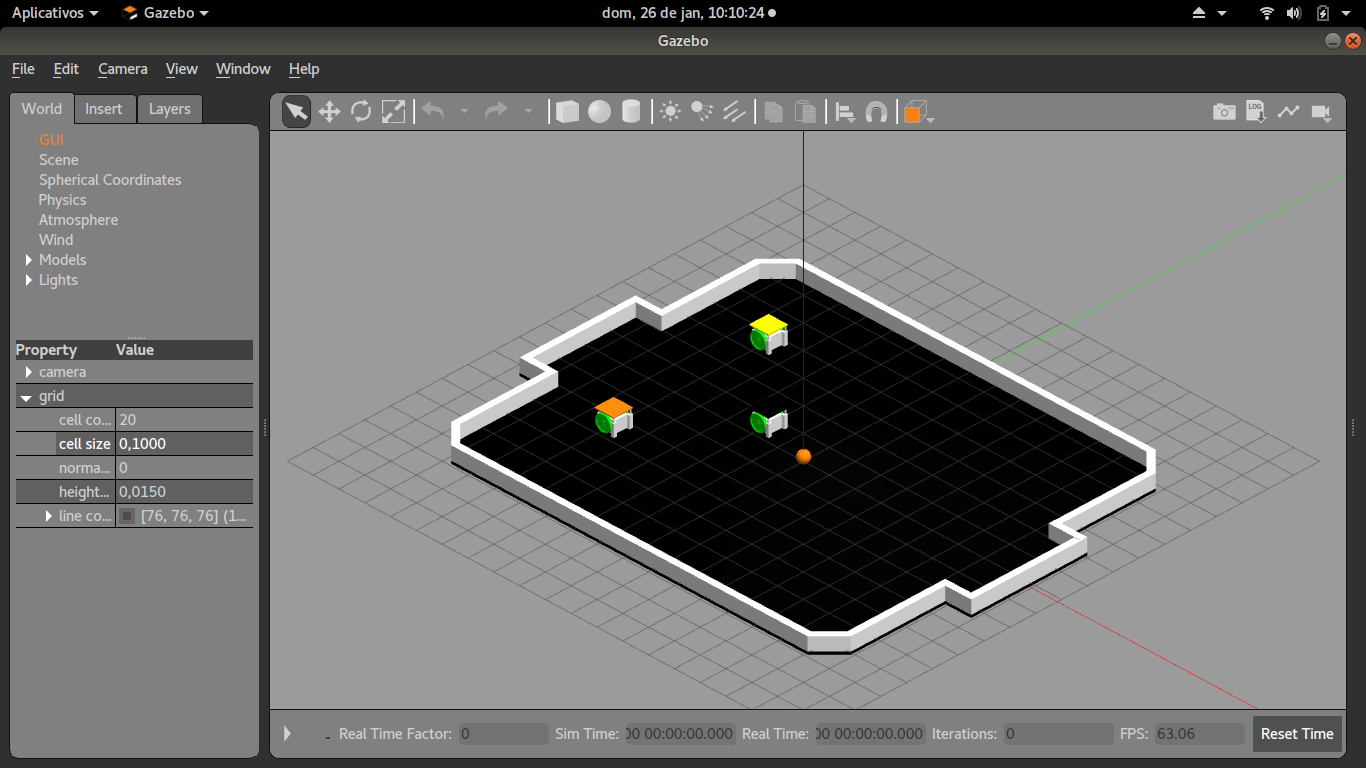 Aplicativos Gazebo dom, 26 de jan, 10:10:24
Gazebo
File Edit Camera View Window Help
World Insert Layers
GUI
Scene
Spherical Coordinates
Physics
Atmosphere
Wind
Models
Lights
Property Value
camera
grid
cell co... 20
cell size 0,1000
norma... 0
height... 0,0150
line co... [76, 76, 76] (1...
LOG
Real Time Factor: 0 Sim Time: 00 00:00:00.000 Real Time: 00 00:00:00.000 Iterations: 0 FPS: 63.06 Reset Time